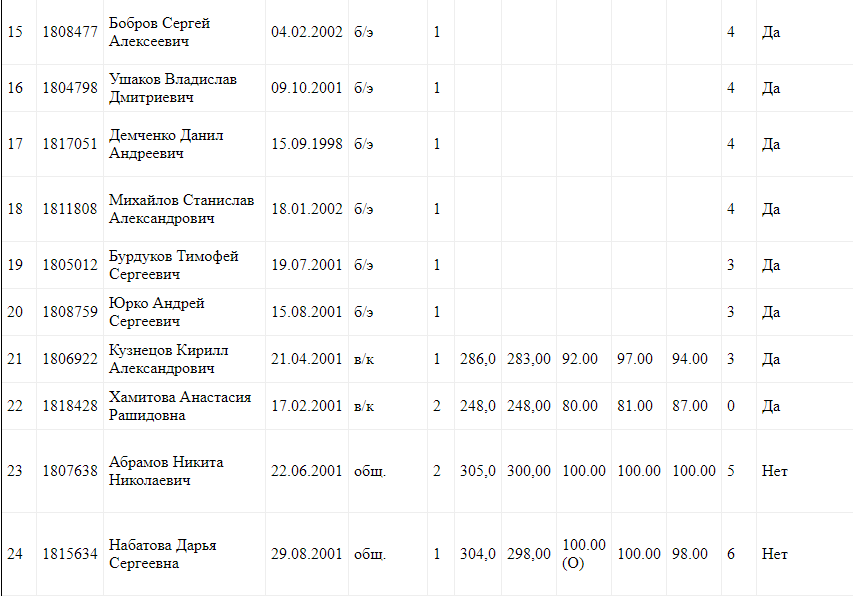 15 1808477 Бобров Сергей Алексеевич 04.02.2002 б/э 1 4 Да
16 1804798 Ушаков Владислав Дмитриевич 09.10.2001 б/э 1 4 Да
17 1817051 Демченко Данил Андреевич 15.09.1998 б/э 1 4 Да
18 1811808 Михайлов Станислав Александрович 18.01.2002 б/э 1 4 Да
19 1805012 Бурдуков Тимофей Сергеевич 19.07.2001 б/э 1 3 Да
20 1808759 Юрко Андрей Сергеевич 15.08.2001 б/э 1 3 Да
21 1806922 Кузнецов Кирилл Александрович 21.04.2001 в/к 1 286,0 283,00 92.00 97.00 94.00 3 Да
22 1818428 Хамитова Анастасия Рашидовна 17.02.2001 в/к 2 248,0 248,00 80.00 81.00 87.00 0 Да
23 1807638 Абрамов Никита Николаевич 22.06.2001 общ. 2 305,0 300,00 100.00 100.00 100.00 5 Нет
24 1815634 Набатова Дарья Сергеевна 29.08.2001 общ. 1 304,0 298,00 100.00 (О) 100.00 98.00 6 Нет